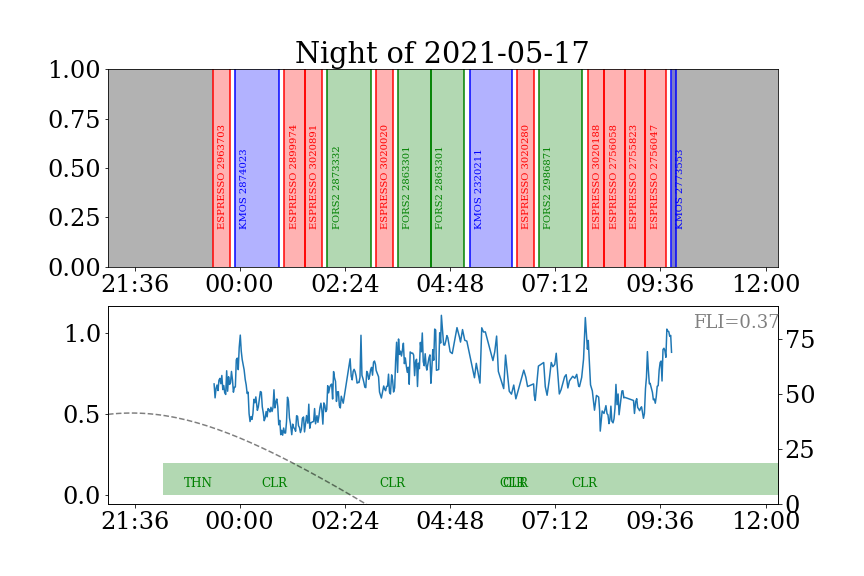 Night of 2021-05-17
1.00
0.75
0.50
0.25
0.00
ESPRESSO 2963703
KMOS 2874023
ESPRESSO 2899974
ESPRESSO 3020891
FORS2 2873332
ESPRESSO 3020020
FORS2 2863301
FORS2 2863301
KMOS 2320211
ESPRESSO 3020280
FORS2 2986871
ESPRESSO 3020188
ESPRESSO 2756058
ESPRESSO 2755823
ESPRESSO 2756047
KMOS 2773553
21:36 00:00 02:24 04:48 07:12 09:36 12:00
FLI=0.37
1.0
0.5
0.0
75
50
25
0
THN CLR CLR CLR CLR CLR
21:36 00:00 02:24 04:48 07:12 09:36 12:00